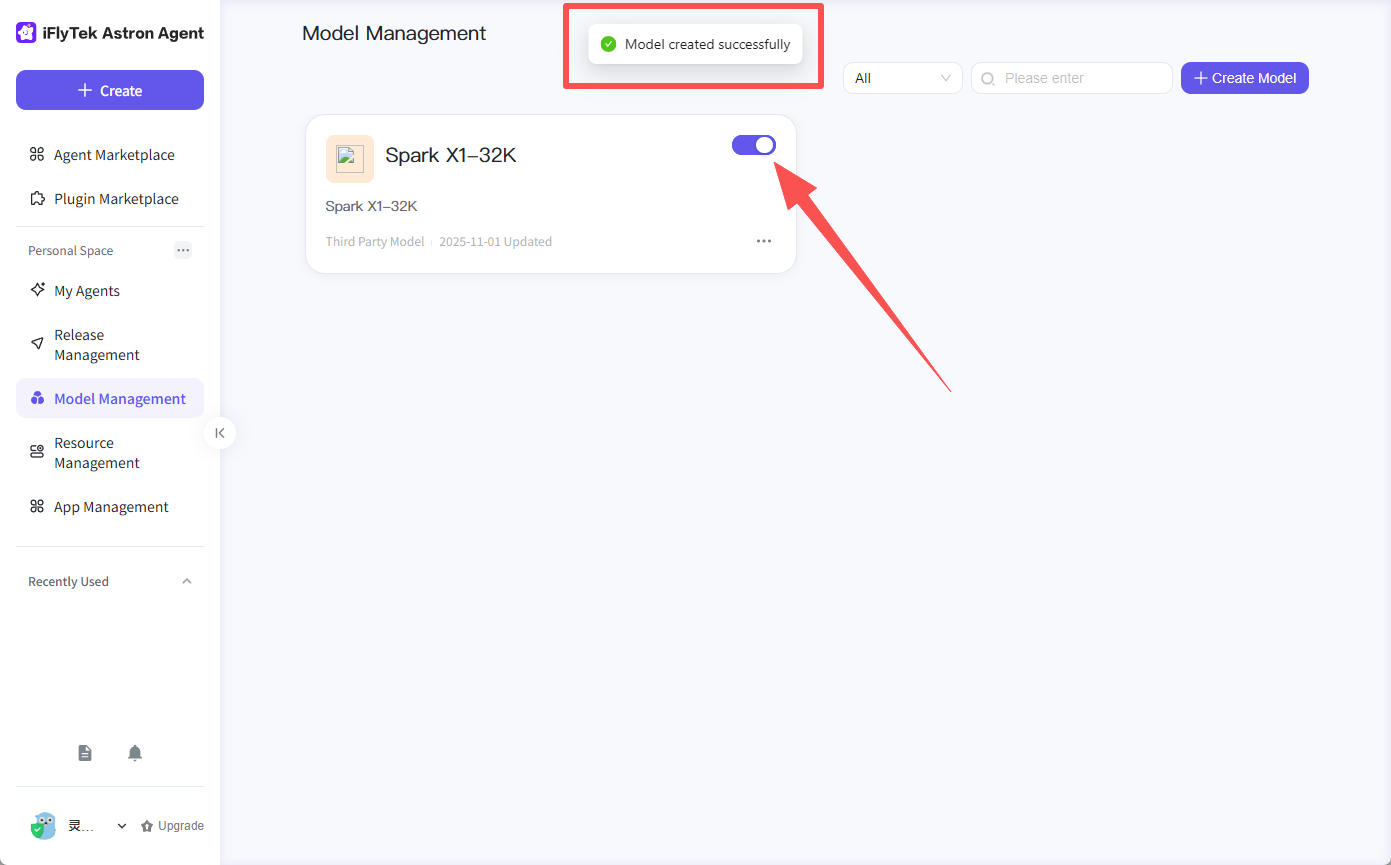 iFlyTek Astron Agent
Create
Agent Marketplace
Plugin Marketplace
Personal Space
My Agents
Release
Management
Model Management
Resource
Management
App Management
Recently Used
灵...
Upgrade
Model Management
Model created successfully
All
Please enter
Create Model
Spark X1-32K
Spark X1-32K
Third Party Model
2025-11-01 Updated